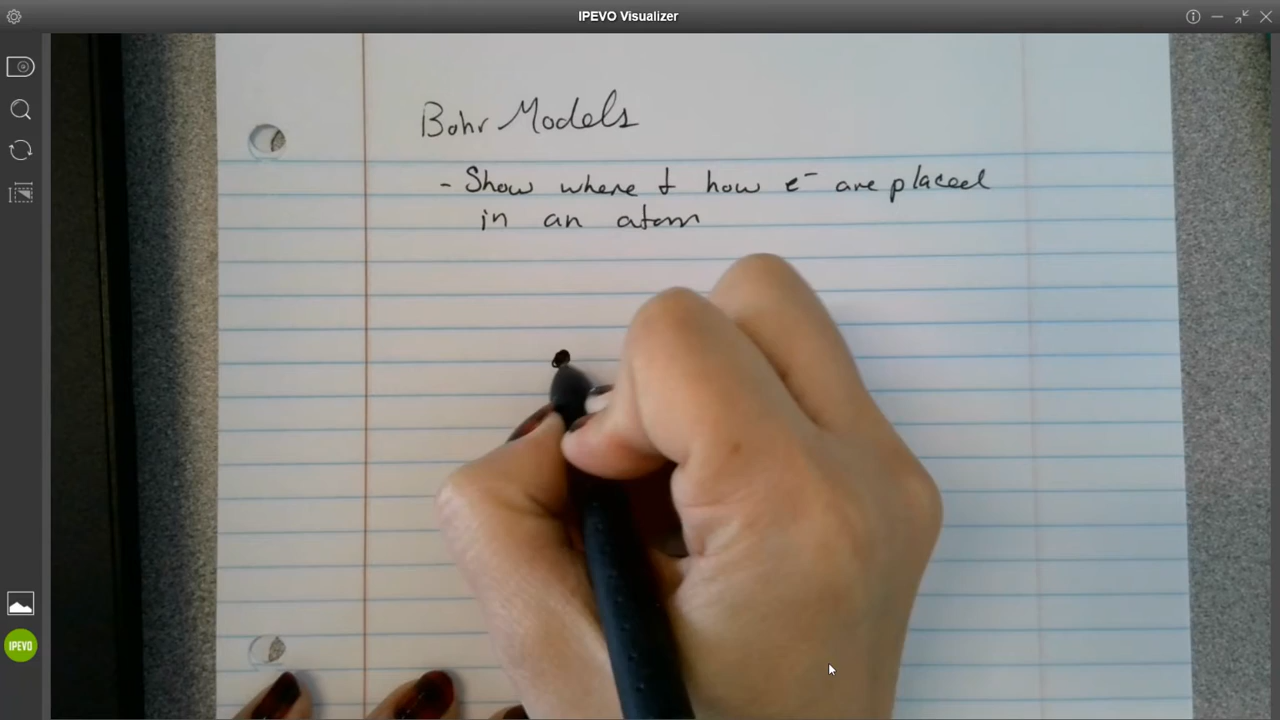 IPEVO Visualizer
Bohr Models
- Show where & how e⁻ are placed
in an atom
IPEVO